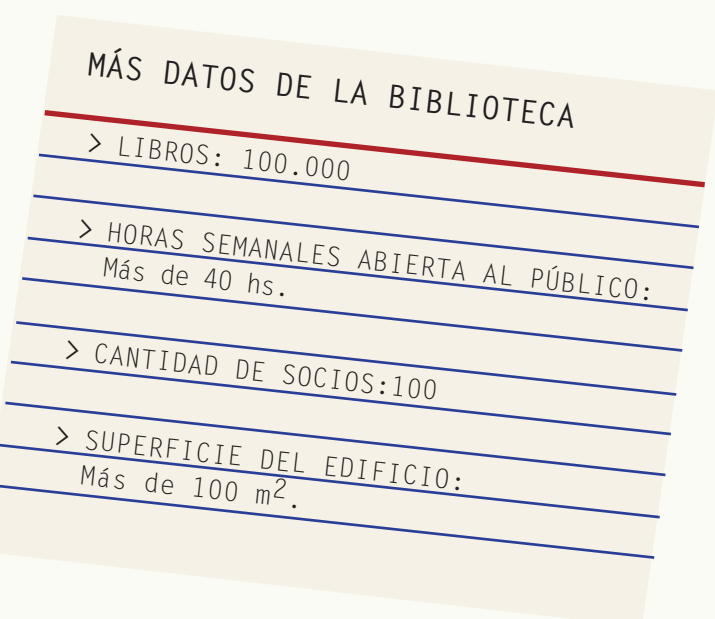 MÁS DATOS DE LA BIBLIOTECA
> LIBROS: 100.000
> HORAS SEMANALES ABIERTA AL PÚBLICO:
Más de 40 hs.
> CANTIDAD DE SOCIOS:100
> SUPERFICIE DEL EDIFICIO:
Más de 100 m².